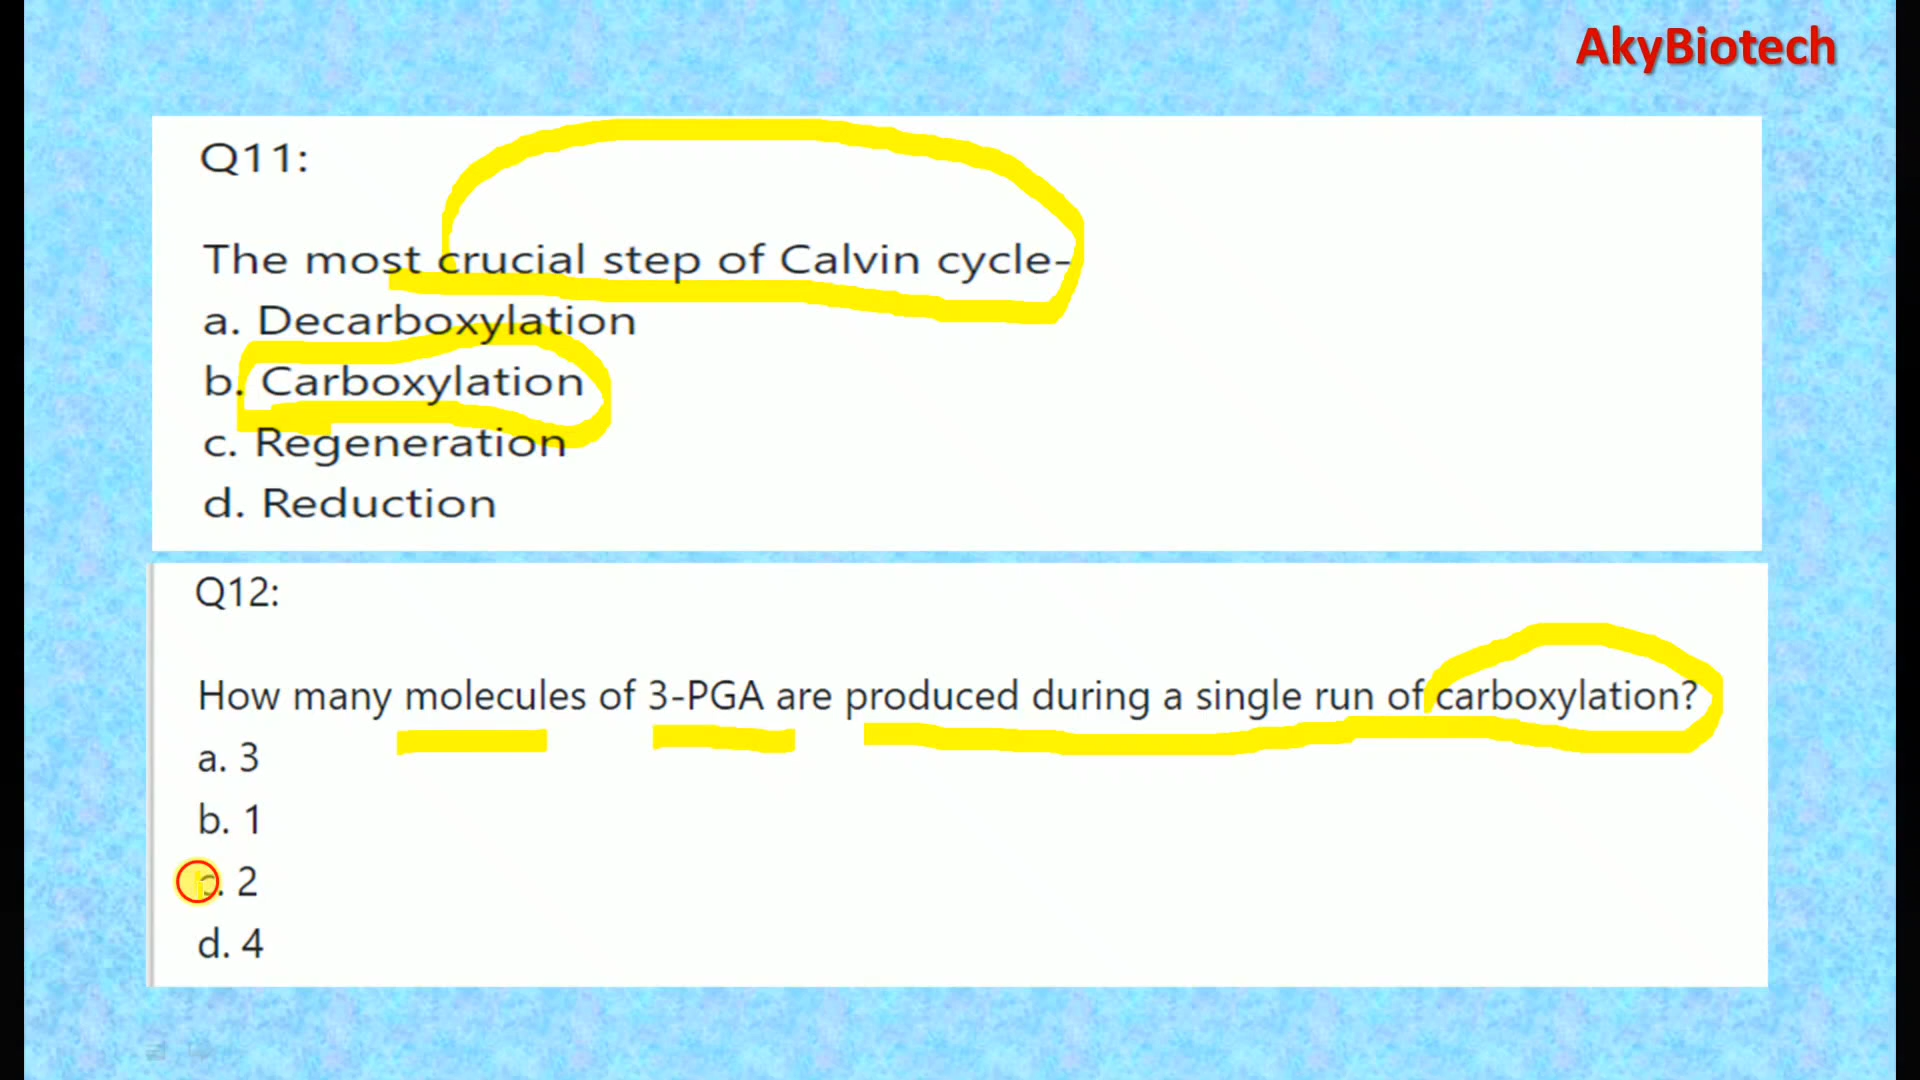 AkyBiotech
Q11:
The most crucial step of Calvin cycle-
a. Decarboxylation
b. Carboxylation
c. Regeneration
d. Reduction
Q12:
How many molecules of 3-PGA are produced during a single run of carboxylation?
a. 3
b. 1
c. 2
d. 4